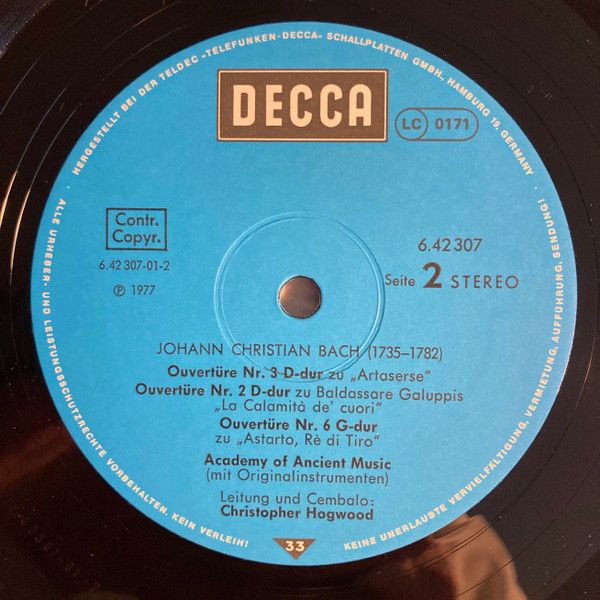 HERGESTELLT BEI DER TELDEC »TELEFUNKEN-DECCA« SCHALLPLATTEN GMBH., HAMBURG 19, GERMANY
DECCA
LC 0171
Contr.
Copyr.
6.42 307-01-2
℗ 1977
6.42 307
Seite 2 STEREO
JOHANN CHRISTIAN BACH (1735–1782)
Ouvertüre Nr. 3 D-dur zu „Artaserse“
Ouvertüre Nr. 2 D-dur zu Baldassare Galuppis
„La Calamità de' cuori“
Ouvertüre Nr. 6 G-dur
zu „Astarto, Rè di Tiro“
Academy of Ancient Music
(mit Originalinstrumenten)
Leitung und Cembalo:
Christopher Hogwood
33
ALLE URHEBER- UND LEISTUNGSSCHUTZRECHTE VORBEHALTEN. KEIN VERLEIH!
KEINE UNERLAUBTE VERVIELFÄLTIGUNG, VERMIETUNG, AUFFÜHRUNG, SENDUNG!